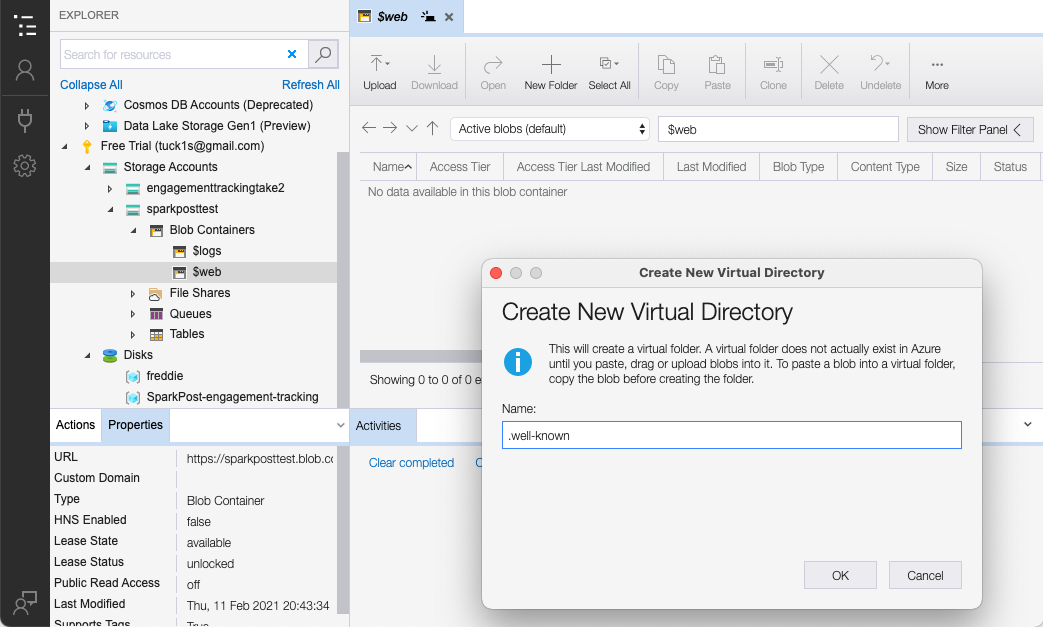 EXPLORER
Search for resources
Collapse All Refresh All
Cosmos DB Accounts (Deprecated)
Data Lake Storage Gen1 (Preview)
Free Trial (tuck1s@gmail.com)
Storage Accounts
engagementtrackingtake2
sparkposttest
Blob Containers
$logs
$web
File Shares
Queues
Tables
Disks
freddie
SparkPost-engagement-tracking
Actions Properties
URL https://sparkposttest.blob.cc
Custom Domain
Type Blob Container
HNS Enabled false
Lease State available
Lease Status unlocked
Public Read Access off
Last Modified Thu, 11 Feb 2021 20:43:34
Supports Tags True
$web
Upload Download Open New Folder Select All Copy Paste Clone Delete Undelete More
Active blobs (default) $web Show Filter Panel
Name Access Tier Access Tier Last Modified Last Modified Blob Type Content Type Size Status
No data available in this blob container
Showing 0 to 0 of 0 e
Activities
Clear completed
Create New Virtual Directory
Create New Virtual Directory
This will create a virtual folder. A virtual folder does not actually exist in Azure
until you paste, drag or upload blobs into it. To paste a blob into a virtual folder,
copy the blob before creating the folder.
Name:
.well-known
OK Cancel